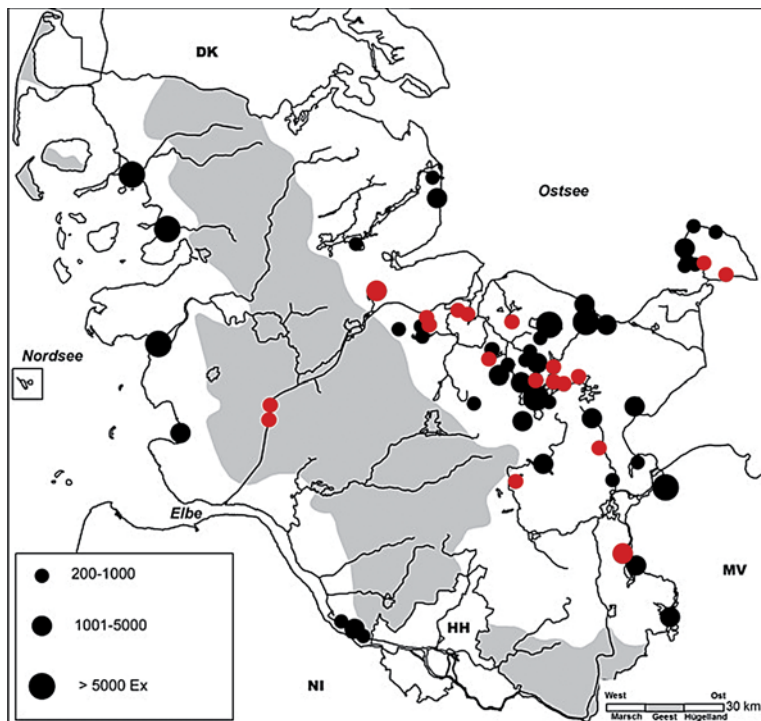 DK
Ostsee
Nordsee
Elbe
MV
HH
NI
200-1000
1001-5000
> 5000 Ex
West Ost
30 km
Marsch Geest Hügelland